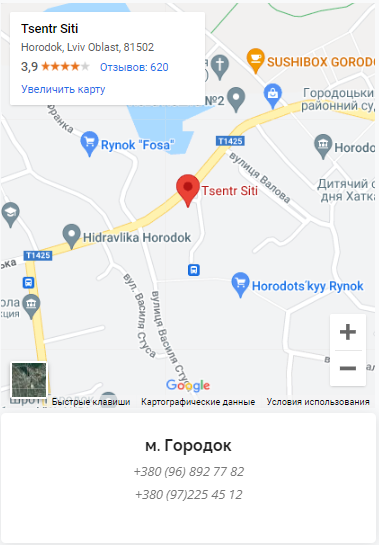 Tsentr Siti
Horodok, Lviv Oblast, 81502
3,9 Отзывов: 620
Увеличить карту
SUSHIBOX GORODO
№2
Городоцьки
районний суд
T1425
Rynok "Fosa"
вулиця Валова
Horodo
Дитячий с
дня Хатка
Tsentr Siti
Hidravlika Horodok
T1425
ька
Horodots'kyy Rynok
вул. Василя Стуса
вулиця Василя Стуса
Google
Быстрые клавиши Картографические данные Условия использования
м. Городок
+380 (96) 892 77 82
+380 (97)225 45 12